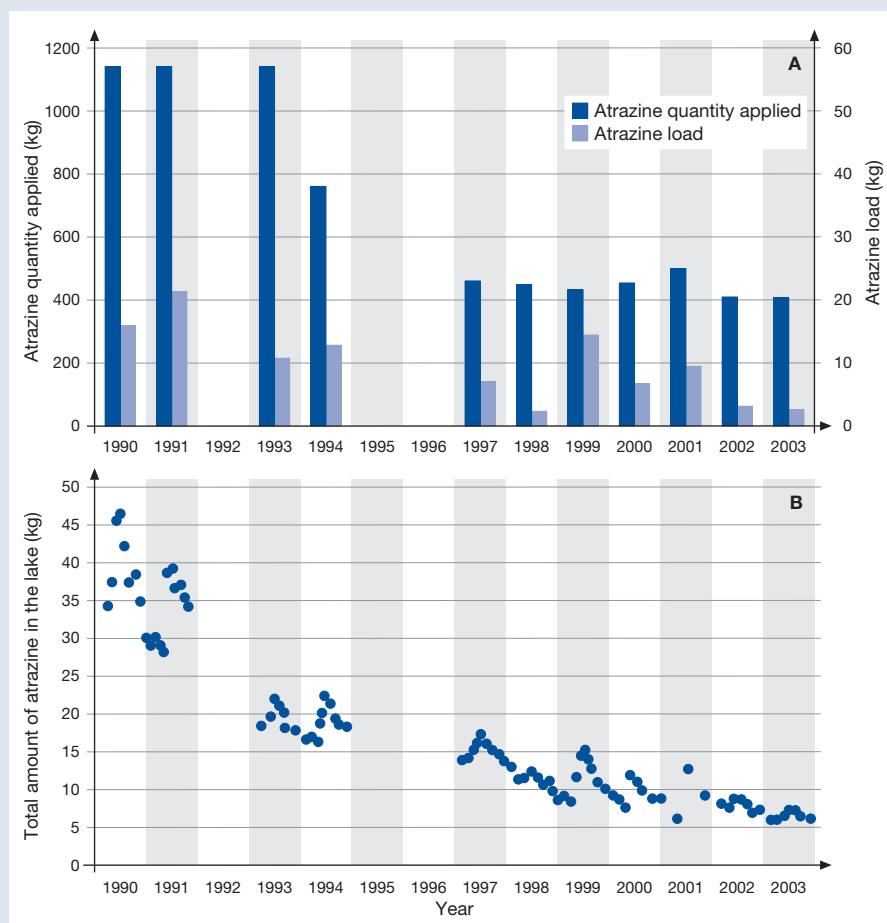 A
Atrazine quantity applied (kg)
1200
1000
800
600
400
200
0
Atrazine quantity applied
Atrazine load
60
50
40
30
20
10
0
Atrazine load (kg)
1990 1991 1992 1993 1994 1995 1996 1997 1998 1999 2000 2001 2002 2003
B
Total amount of atrazine in the lake (kg)
50
45
40
35
30
25
20
15
10
5
0
1990 1991 1992 1993 1994 1995 1996 1997 1998 1999 2000 2001 2002 2003
Year